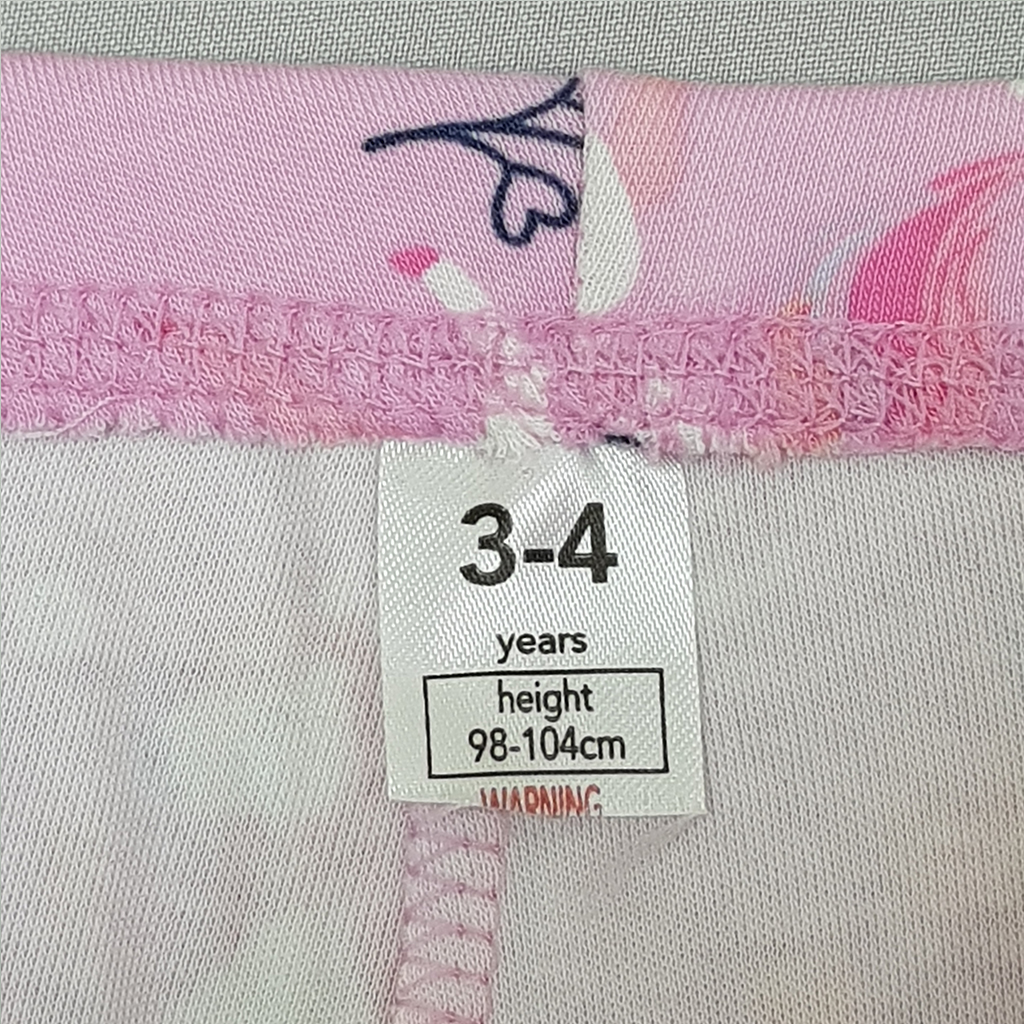 3-4
years
height
98-104cm
WARNING